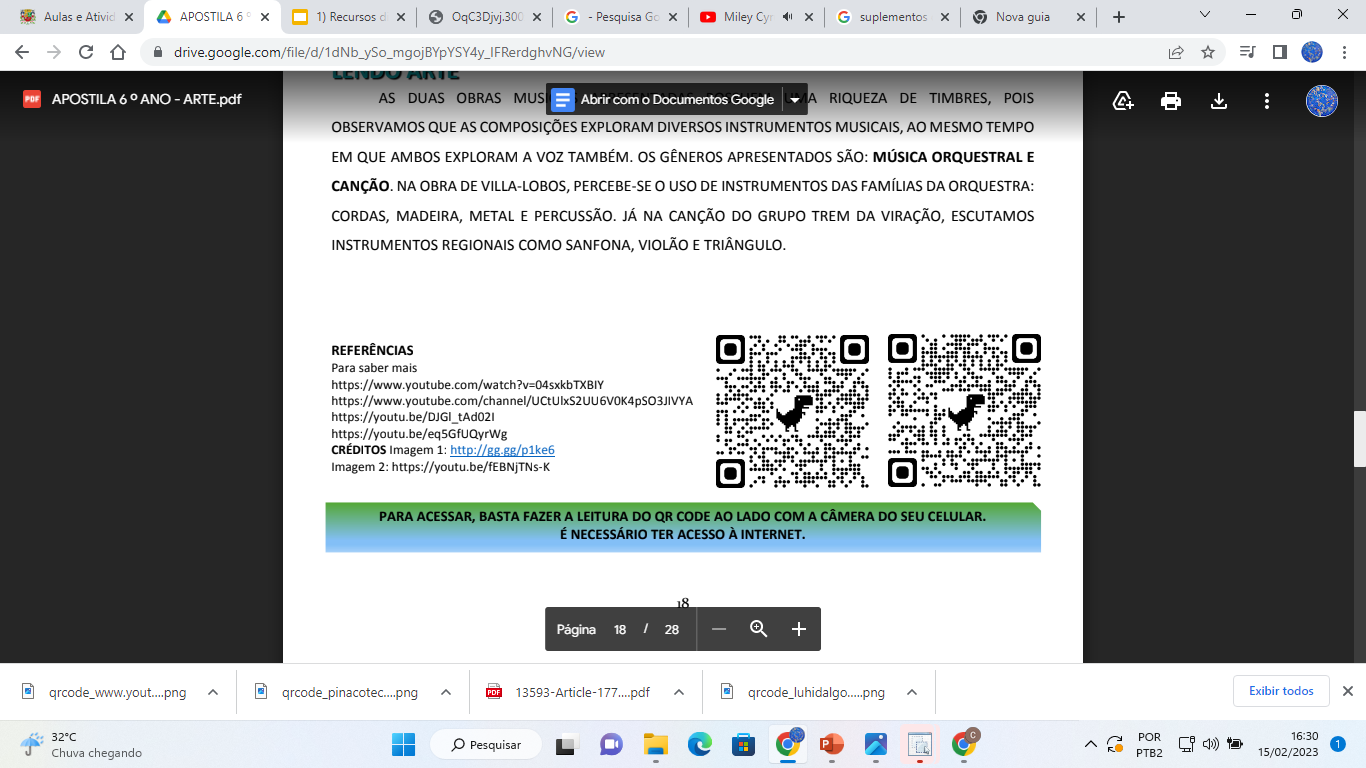 Aulas e Ativid
APOSTILA 6 º
1) Recursos d
OqC3Djvj.300
- Pesquisa Go
Miley Cyr
suplementos
Nova guia
drive.google.com/file/d/1dNb_ySo_mgojBYpYSY4y_IFRerdghvNG/view
PDF APOSTILA 6 º ANO - ARTE.pdf
Abrir com o Documentos Google
LENDO ARTE
AS DUAS OBRAS UMA RIQUEZA DE TIMBRES, POIS
OBSERVAMOS QUE AS COMPOSIÇÕES EXPLORAM DIVERSOS INSTRUMENTOS MUSICAIS, AO MESMO TEMPO
EM QUE AMBOS EXPLORAM A VOZ TAMBÉM. OS GÊNEROS APRESENTADOS SÃO: MÚSICA ORQUESTRAL E
CANÇÃO. NA OBRA DE VILLA-LOBOS, PERCEBE-SE O USO DE INSTRUMENTOS DAS FAMÍLIAS DA ORQUESTRA:
CORDAS, MADEIRA, METAL E PERCUSSÃO. JÁ NA CANÇÃO DO GRUPO TREM DA VIRAÇÃO, ESCUTAMOS
INSTRUMENTOS REGIONAIS COMO SANFONA, VIOLÃO E TRIÂNGULO.
REFERÊNCIAS
Para saber mais
https://www.youtube.com/watch?v=04sxkbTXBIY
https://www.youtube.com/channel/UCtUlxS2UU6V0K4pSO3JIVYA
https://youtu.be/DJGl_tAd02I
https://youtu.be/eq5GfUQyrWg
CRÉDITOS Imagem 1: http://gg.gg/p1ke6
Imagem 2: https://youtu.be/fEBNjTNs-K
PARA ACESSAR, BASTA FAZER A LEITURA DO QR CODE AO LADO COM A CÂMERA DO SEU CELULAR.
É NECESSÁRIO TER ACESSO À INTERNET.
18
Página 18 / 28
qrcode_www.yout....png
qrcode_pinacotec....png
PDF 13593-Article-177....pdf
qrcode_luhidalgo.....png
Exibir todos
32°C
Chuva chegando
Pesquisar
C
POR
PTB2
16:30
15/02/2023
1